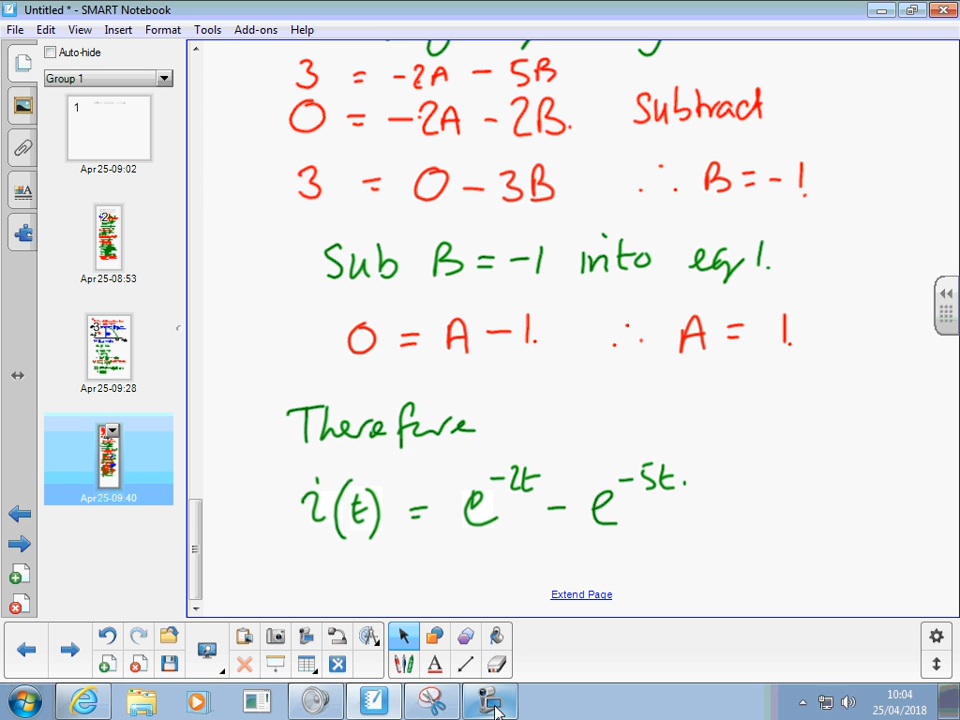 Untitled * - SMART Notebook
File Edit View Insert Format Tools Add-ons Help
Auto-hide
Group 1
1
Apr25-09:02
2
Apr25-08:53
3
Apr25-09:28
Apr25-09:40
3 = -2A - 5B
0 = -2A - 2B. Subtract
3 = 0 - 3B ∴ B = -1
Sub B = -1 into eq 1.
0 = A - 1. ∴ A = 1.
Therefore
i(t) = e^-2t - e^-5t.
Extend Page
10:04
25/04/2018